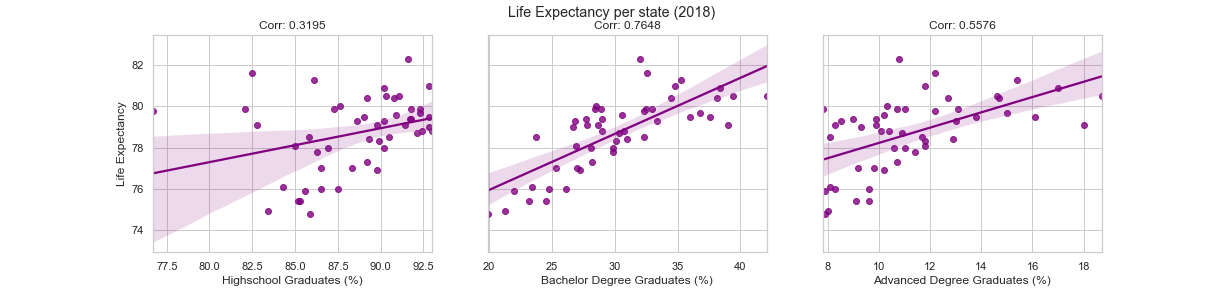 Life Expectancy per state (2018)
Corr: 0.3195
Corr: 0.7648
Corr: 0.5576
Life Expectancy
82
80
78
76
74
77.5 80.0 82.5 85.0 87.5 90.0 92.5
20 25 30 35 40
8 10 12 14 16 18
Highschool Graduates (%)
Bachelor Degree Graduates (%)
Advanced Degree Graduates (%)